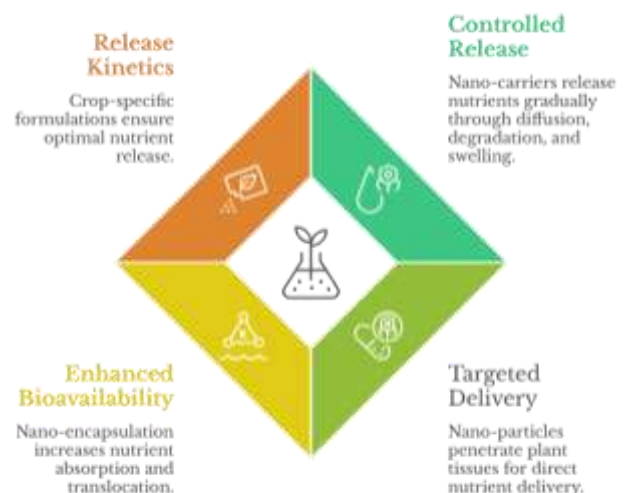 Release
Kinetics
Crop-specific
formulations ensure
optimal nutrient
release.
Controlled
Release
Nano-carriers release
nutrients gradually
through diffusion,
degradation, and
swelling.
Enhanced
Bioavailability
Nano-encapsulation
increases nutrient
absorption and
translocation.
Targeted
Delivery
Nano-particles
penetrate plant
tissues for direct
nutrient delivery.